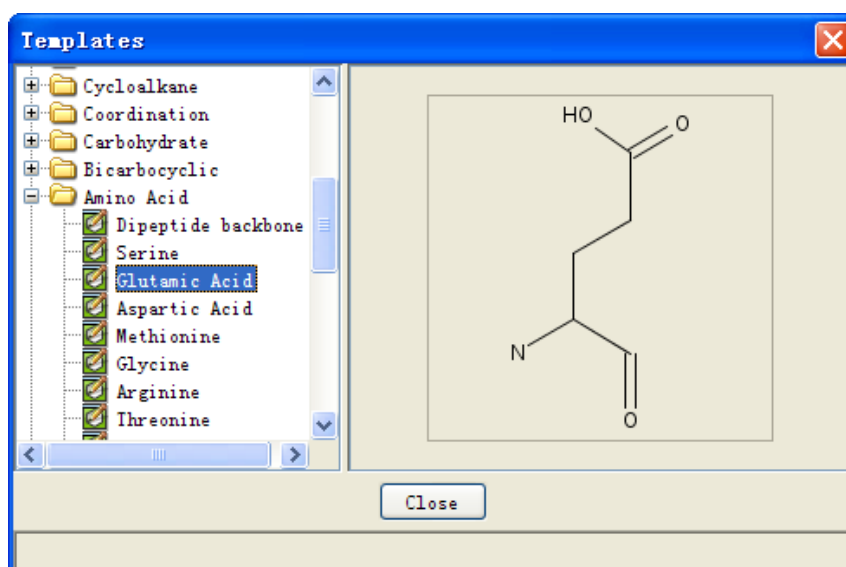 Templates
Cycloalkane
Coordination
Carbohydrate
Bicarbocyclic
Amino Acid
Dipeptide backbone
Serine
Glutamic Acid
Aspartic Acid
Methionine
Glycine
Arginine
Threonine
HO
O
N
O
Close